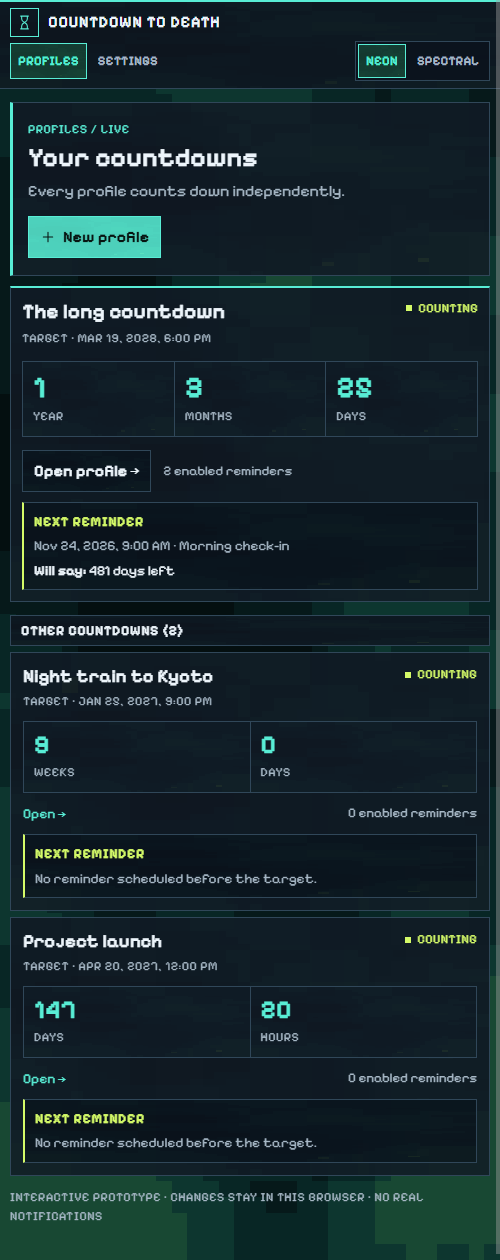 COUNTDOWN TO DEATH
PROFILES SETTINGS NEON SPECTRAL
PROFILES / LIVE
Your countdowns
Every profile counts down independently.
+ New profile
The long countdown
COUNTING
TARGET · MAR 19, 2028, 6:00 PM
1 3 25
YEAR MONTHS DAYS
Open profile → 2 enabled reminders
NEXT REMINDER
Nov 24, 2026, 9:00 AM · Morning check-in
Will say: 481 days left
OTHER COUNTDOWNS (2)
Night train to Kyoto
COUNTING
TARGET · JAN 25, 2027, 9:00 PM
9 0
WEEKS DAYS
Open → 0 enabled reminders
NEXT REMINDER
No reminder scheduled before the target.
Project launch
COUNTING
TARGET · APR 20, 2027, 12:00 PM
147 20
DAYS HOURS
Open → 0 enabled reminders
NEXT REMINDER
No reminder scheduled before the target.
INTERACTIVE PROTOTYPE · CHANGES STAY IN THIS BROWSER · NO REAL
NOTIFICATIONS